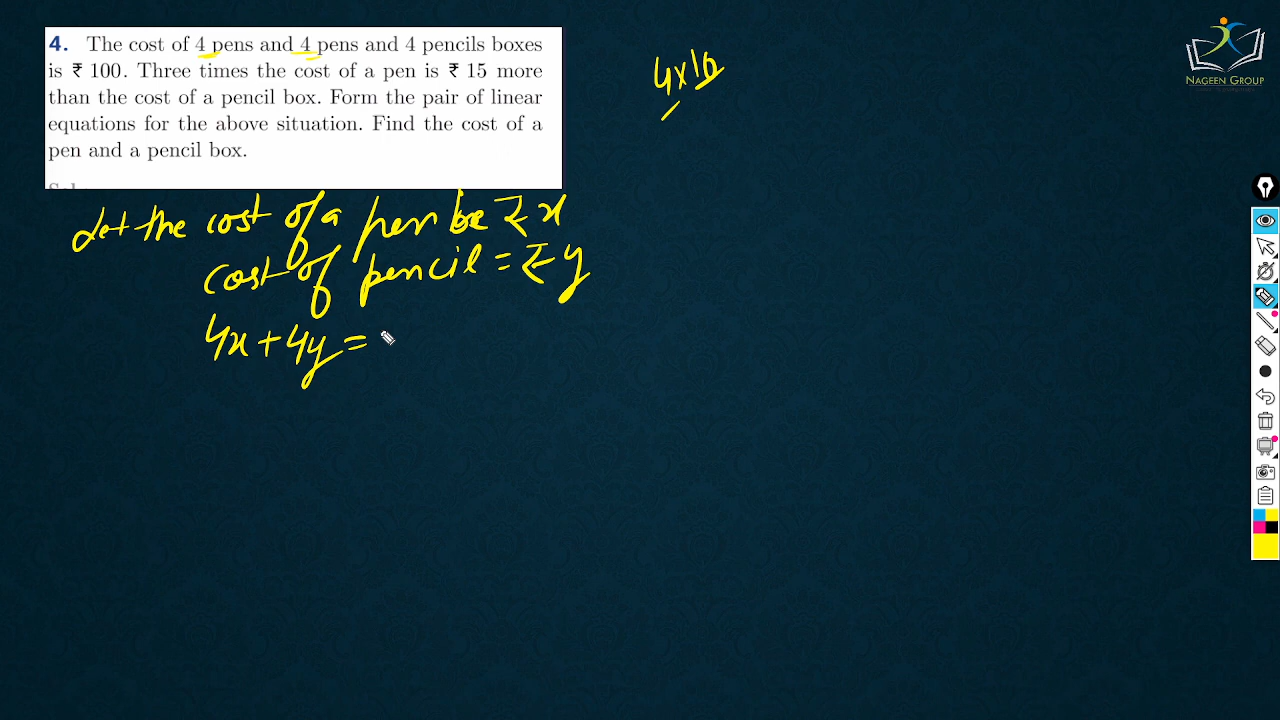 4. The cost of 4 pens and 4 pens and 4 pencils boxes
is ₹ 100. Three times the cost of a pen is ₹ 15 more
than the cost of a pencil box. Form the pair of linear
equations for the above situation. Find the cost of a
pen and a pencil box.
4x10
NAGEEN GROUP
Let the cost of a pen be ₹ x
cost of pencil = ₹ y
4x + 4y =